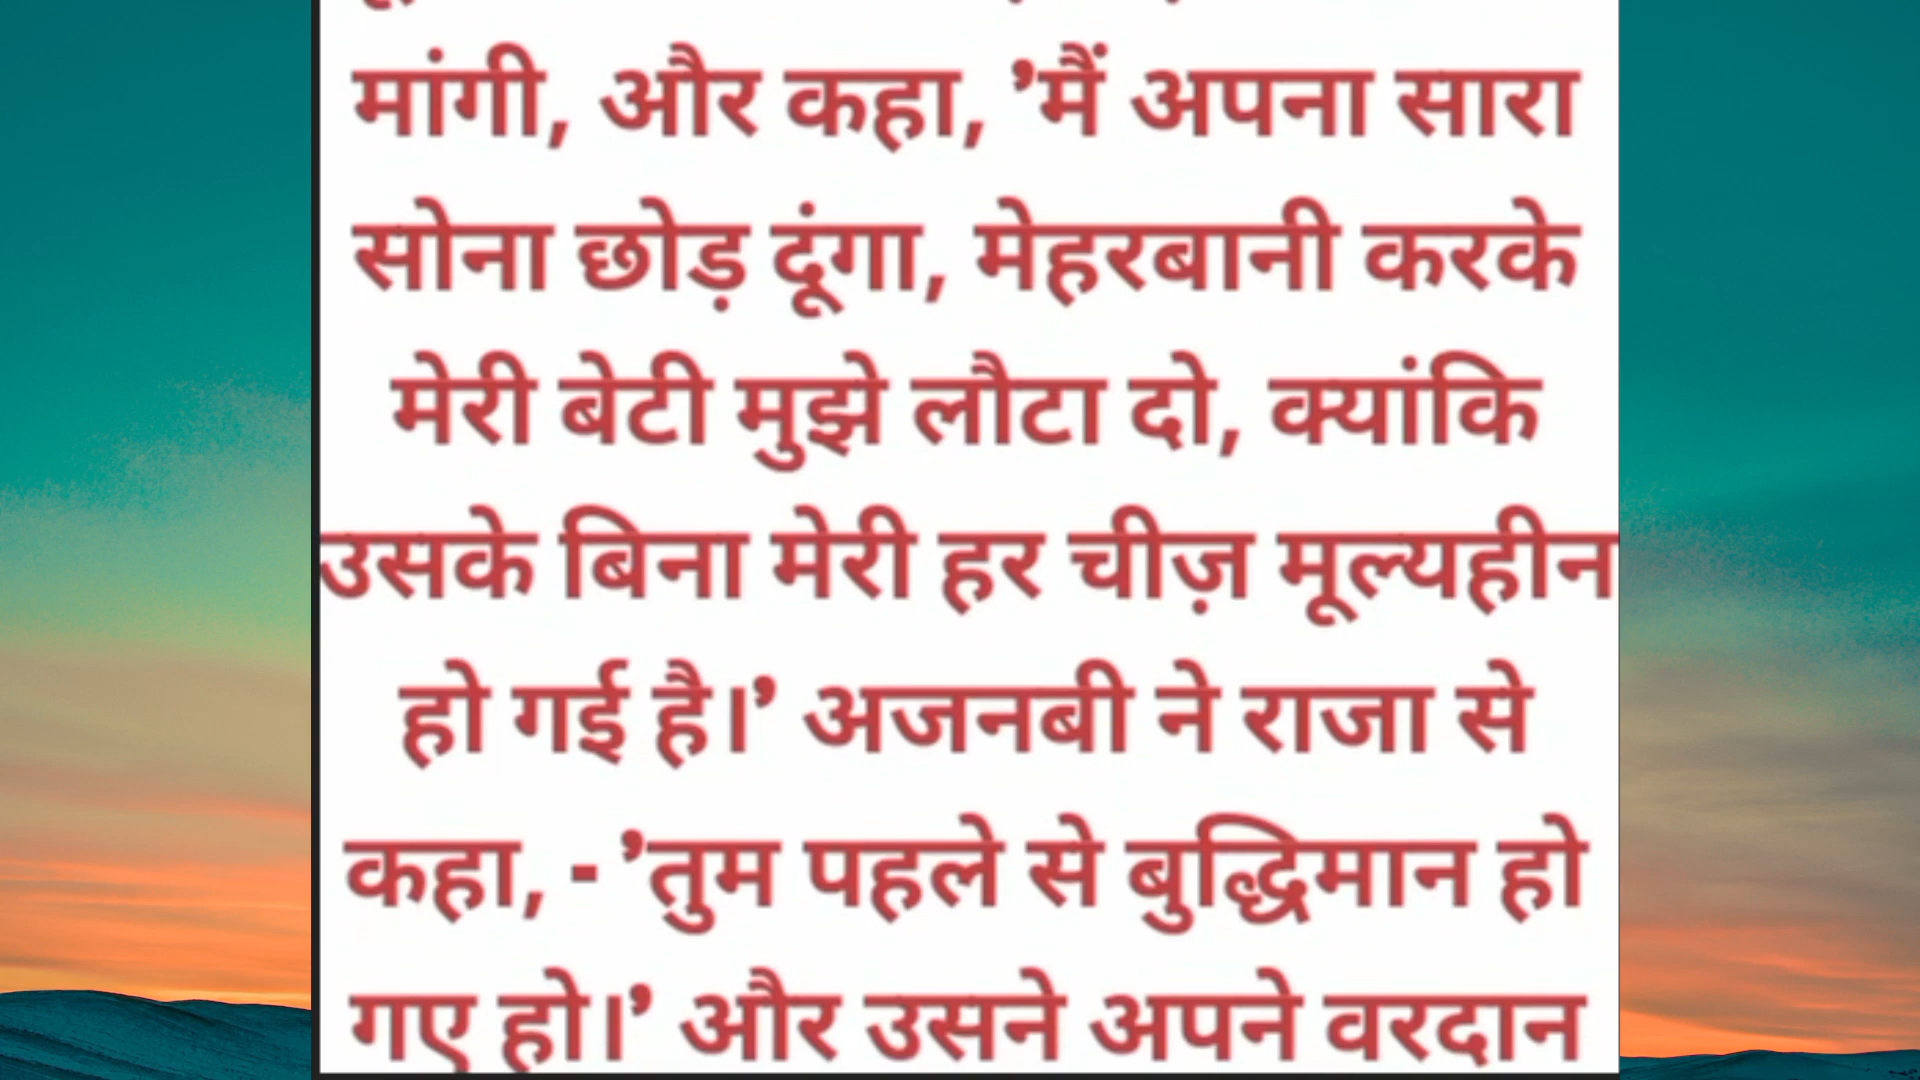 मांगी, और कहा, ’मैं अपना सारा
सोना छोड़ दूंगा, मेहरबानी करके
मेरी बेटी मुझे लौटा दो, क्यांकि
उसके बिना मेरी हर चीज़ मूल्यहीन
हो गई है।’ अजनबी ने राजा से
कहा, - ’तुम पहले से बुद्धिमान हो
गए हो।’ और उसने अपने वरदान